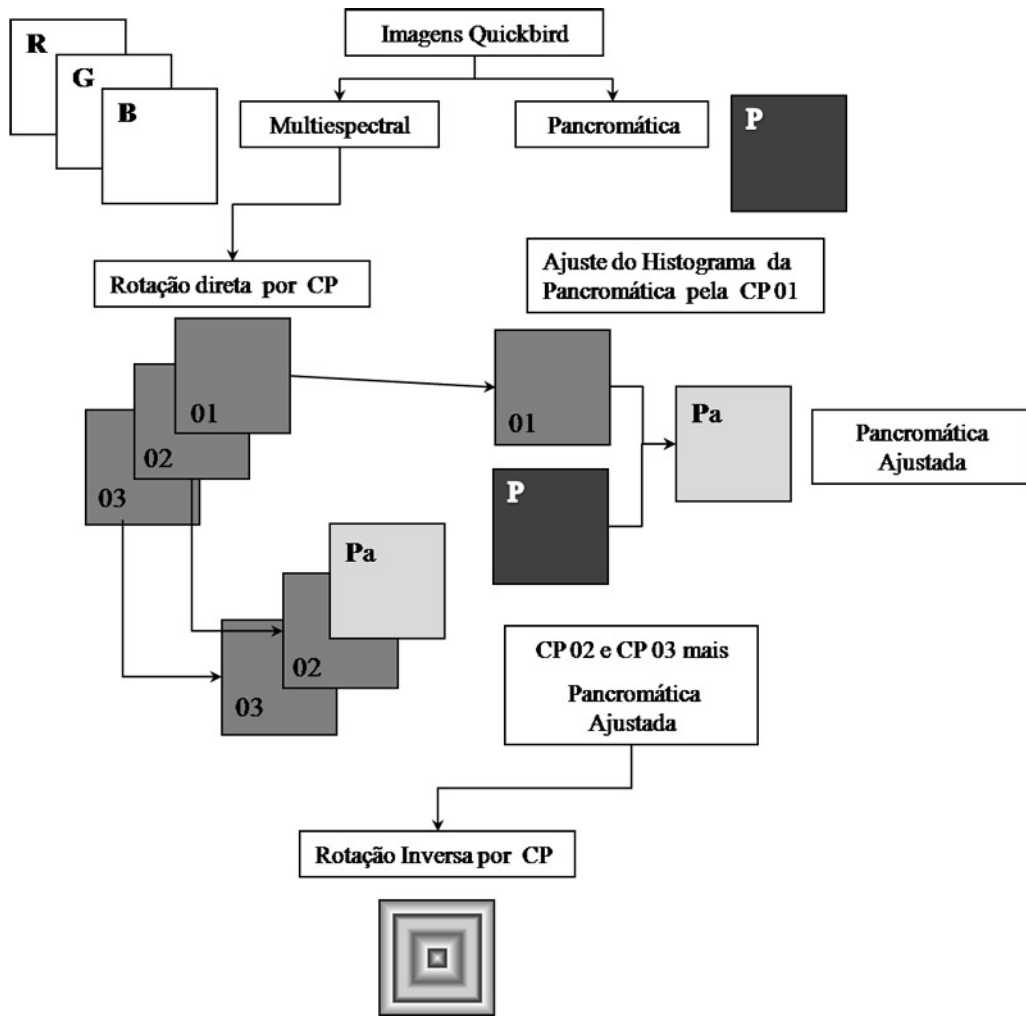 R
G
B
Imagens Quickbird
Multiespectral
Pancromática
P
Rotação direta por CP
Ajuste do Histograma da
Pancromática pela CP 01
01
02
03
01
P
Pa
Pancromática
Ajustada
Pa
02
03
CP 02 e CP 03 mais
Pancromática
Ajustada
Rotação Inversa por CP